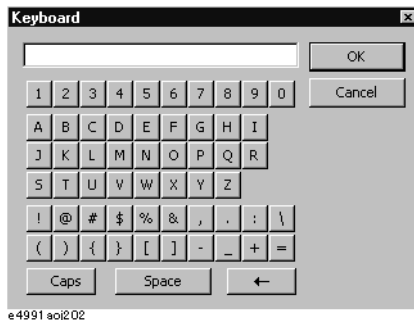 Keyboard
OK
1 2 3 4 5 6 7 8 9 0
Cancel
A B C D E F G H I
J K L M N O P Q R
S T U V W X Y Z
! @ # $ % & , . : \
( ) { } [ ] - _ + =
Caps Space ←
e4991aoi202